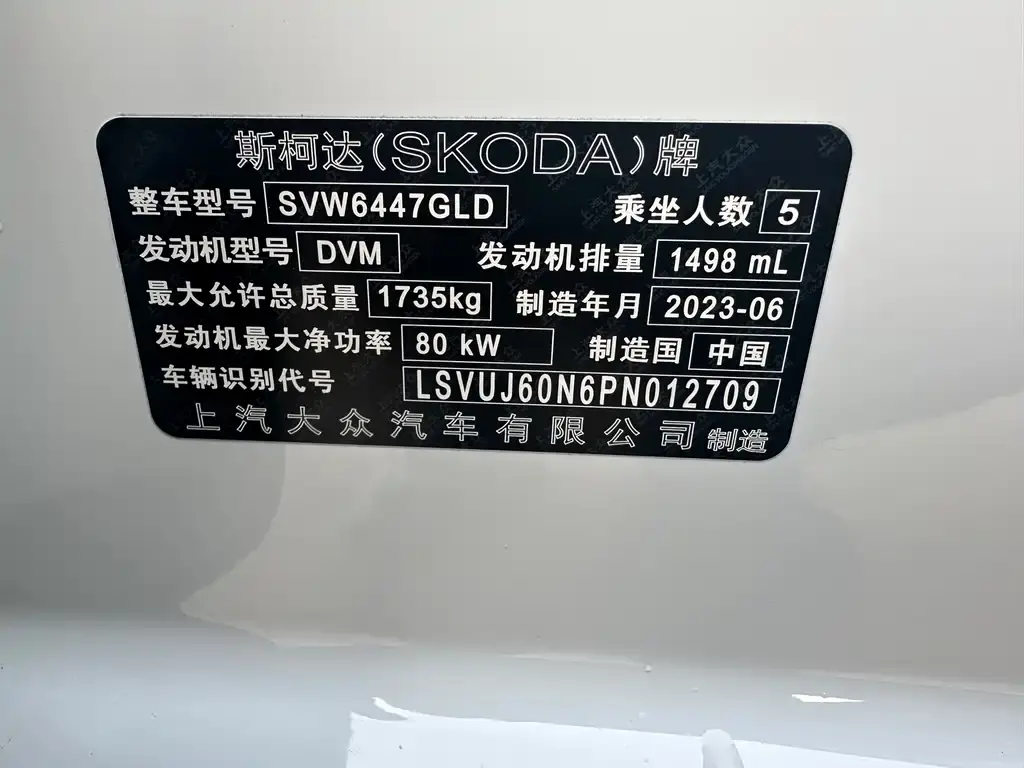 斯柯达(SKODA)牌
整车型号 SVW6447GLD 乘坐人数 5
发动机型号 DVM 发动机排量 1498 mL
最大允许总质量 1735kg 制造年月 2023-06
发动机最大净功率 80 kW 制造国 中国
车辆识别代号 LSVUJ60N6PN012709
上汽大众汽车有限公司 制造